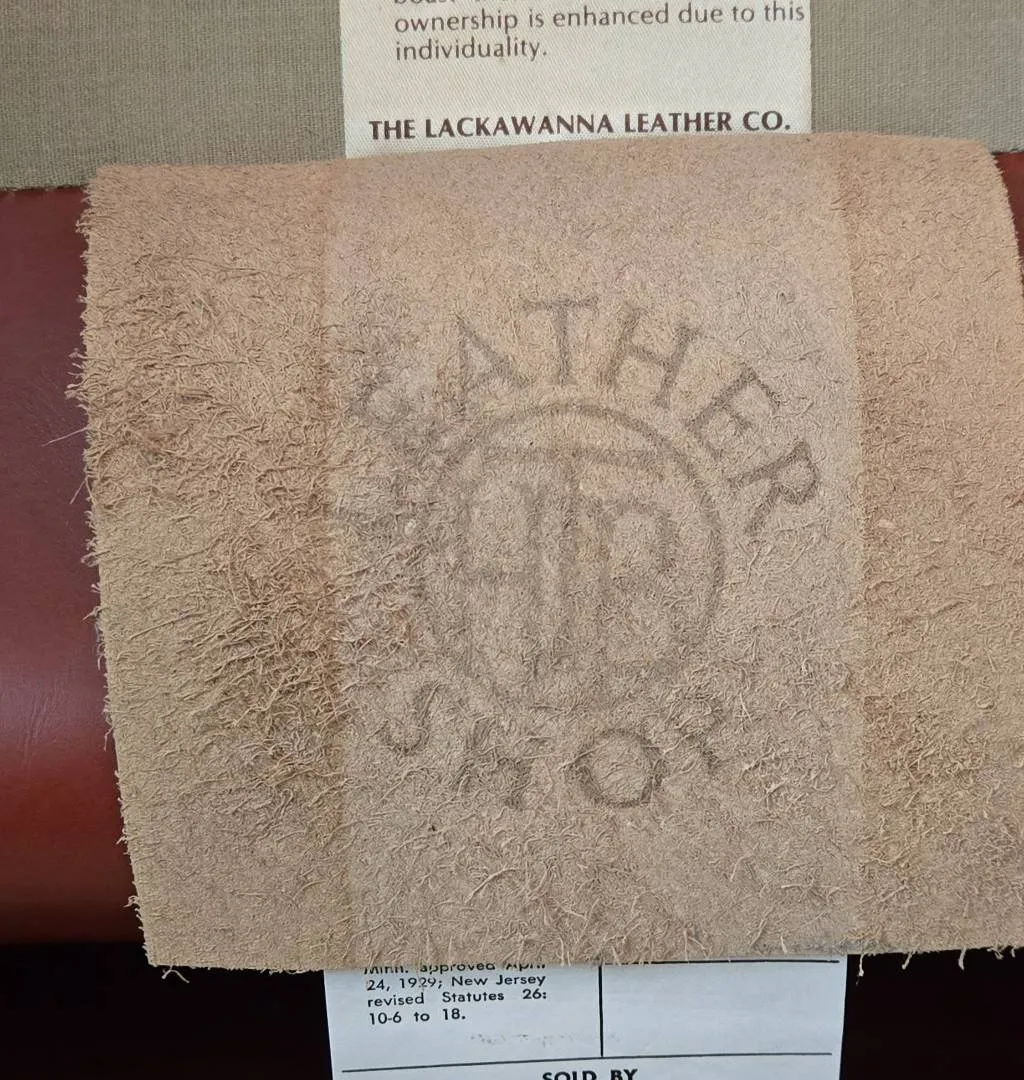 ownership is enhanced due to this
individuality.
THE LACKAWANNA LEATHER CO.
LEATHER
SHOP
Minn. approved April
24, 1929; New Jersey
revised Statutes 26:
10-6 to 18.
SOLD BY